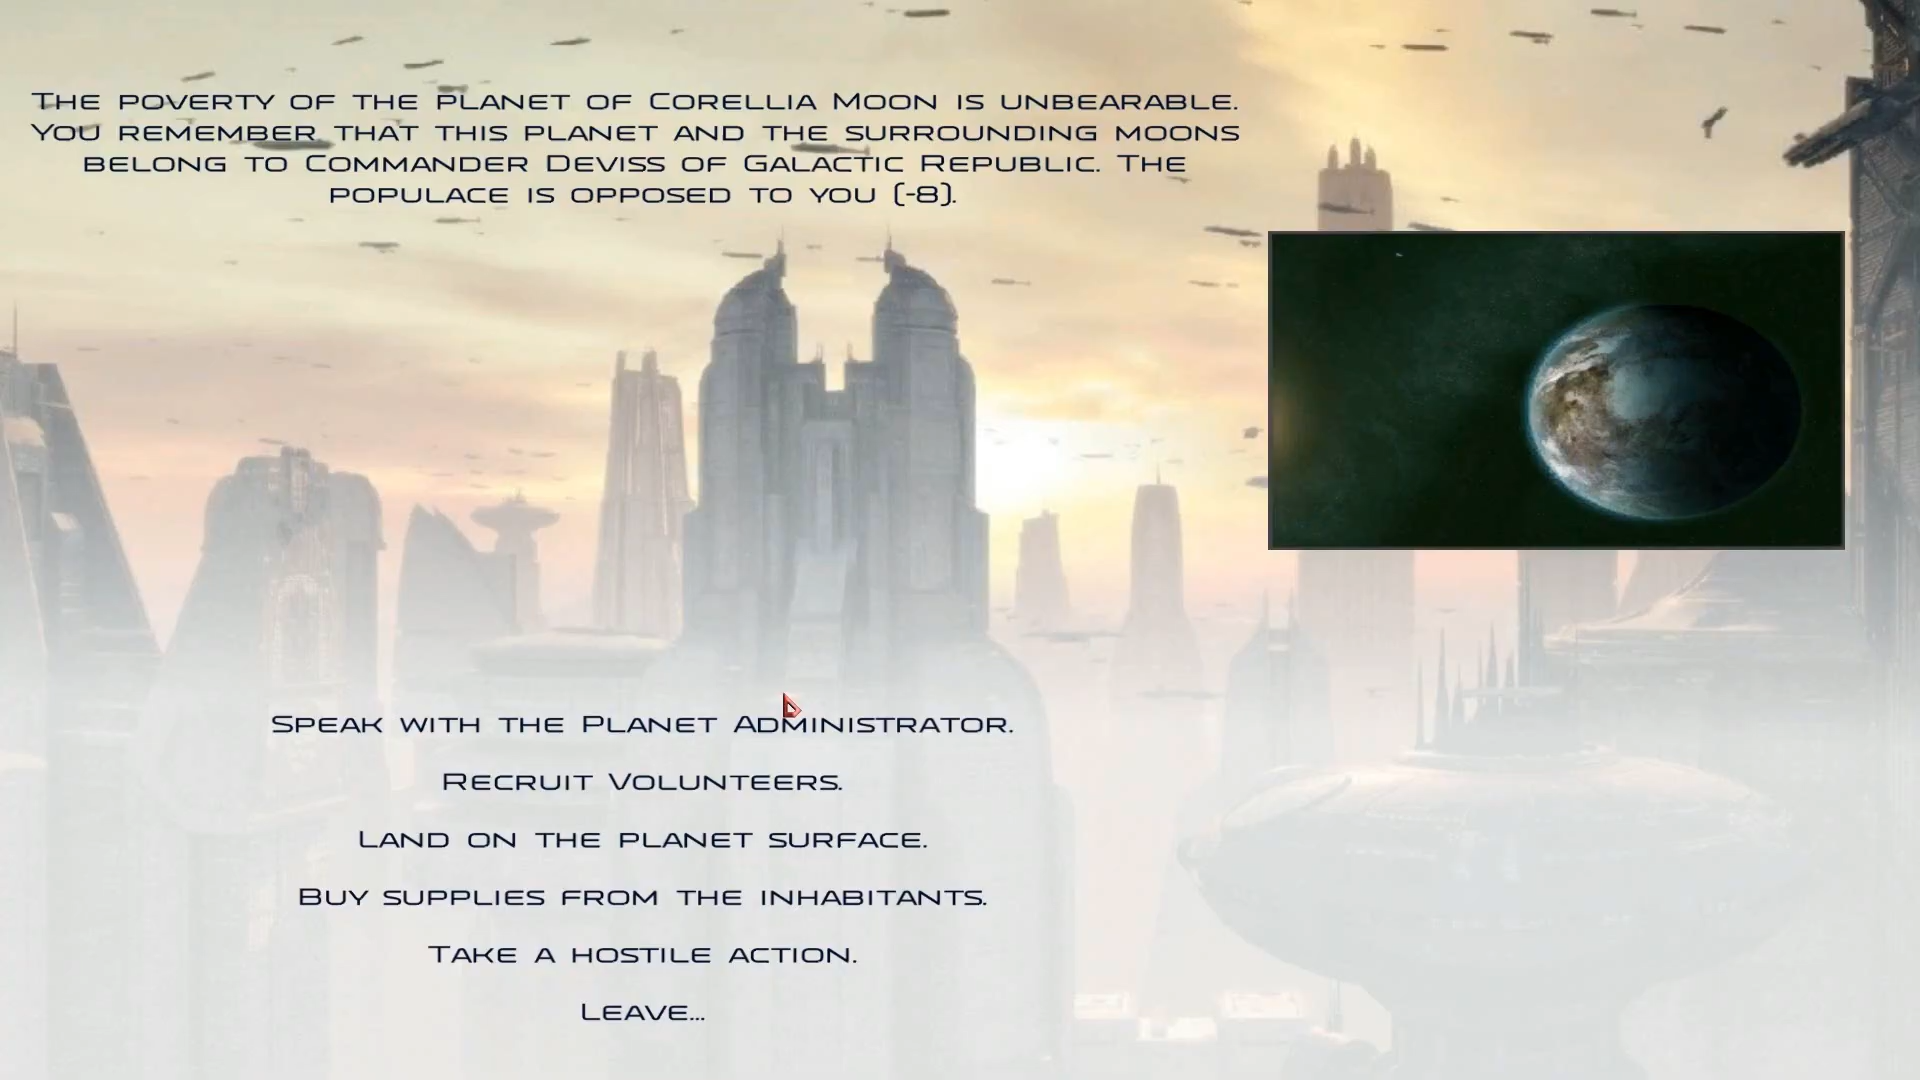 The poverty of the planet of Corellia Moon is unbearable.
You remember that this planet and the surrounding moons
belong to Commander Deviss of Galactic Republic. The
populace is opposed to you (-8).
Speak with the Planet Administrator.
Recruit Volunteers.
Land on the planet surface.
Buy supplies from the inhabitants.
Take a hostile action.
Leave...